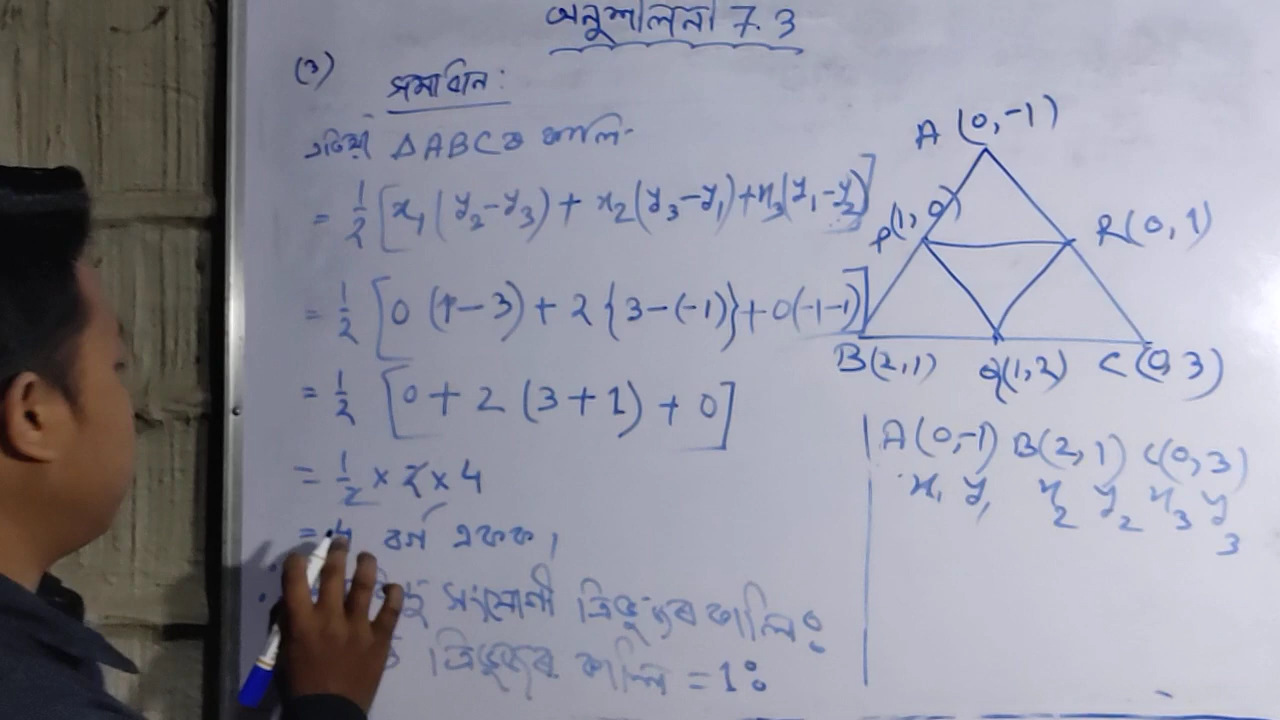 অনুশীলনী 7.3
(3) সমাধান:
এতিয়া ΔABCৰ কালি-
= 1/2 [x₁(y₂-y₃) + x₂(y₃-y₁)+x₃(y₁-y₂)]
= 1/2 [0 (1-3) + 2 {3-(-1)}+0(-1-1)]
= 1/2 [0 + 2 (3+1) + 0]
= 1/2 × 2 × 4
= 4 বৰ্গ একক।
সংযোগী ত্ৰিভুজৰ কালি:
ত্ৰিভুজৰ কালি = 1:
A (0,-1)
P(1, 0)
R(0, 1)
B(2,1) Q(1,2) C(0, 3)
A(0,-1) B(2,1) C(0, 3)
x₁ y₁ x₂ y₂ x₃ y₃